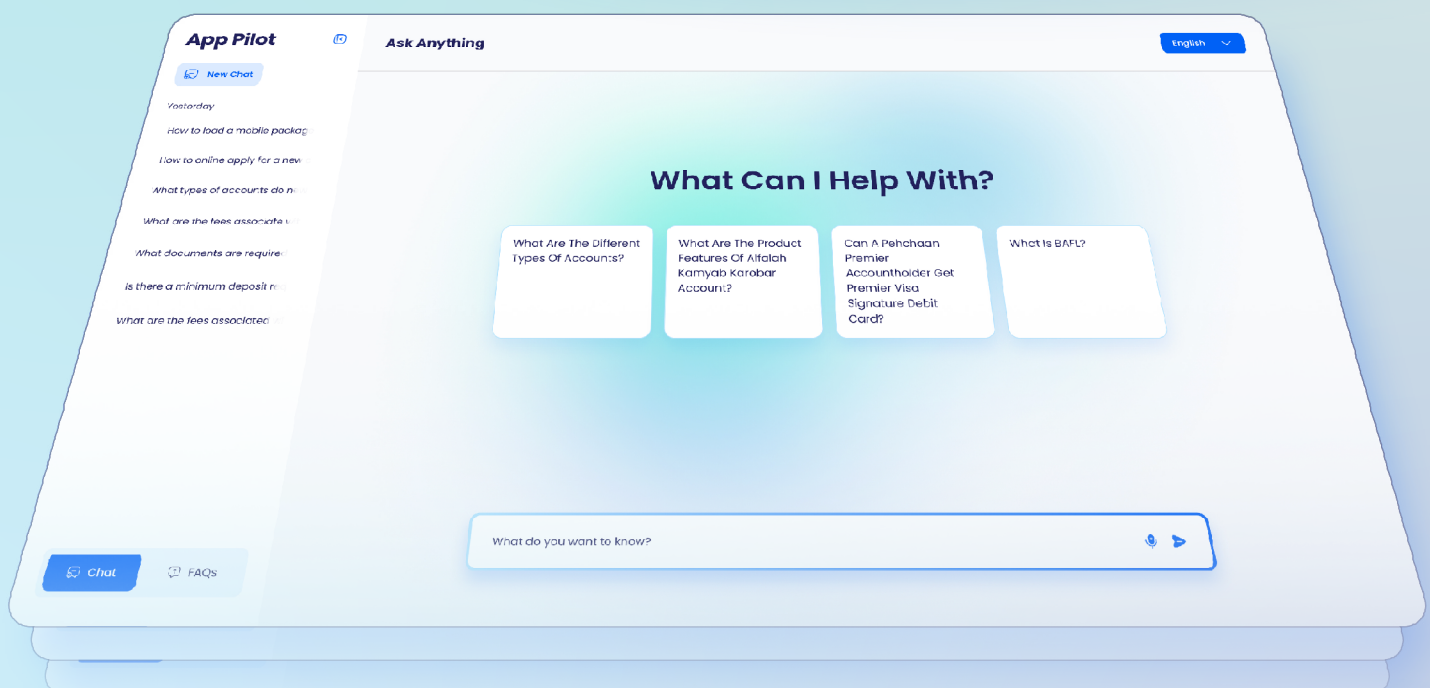 App Pilot
New Chat
Yesterday
How to load a mobile packag
How to online apply for a new
What types of accounts do ne
What are the fees associate w
What documents are require
Is there a minimum deposit re
What are the fees associated
Chat
FAQs
Ask Anything
English
What Can I Help With?
What Are The Different
Types Of Accounts?
What Are The Product
Features Of Alfalah
Kamyab Karobar
Account?
Can A Pehchaan
Premier
Accountholder Get
Premier Visa
Signature Debit
Card?
What Is BAFL?
What do you want to know?